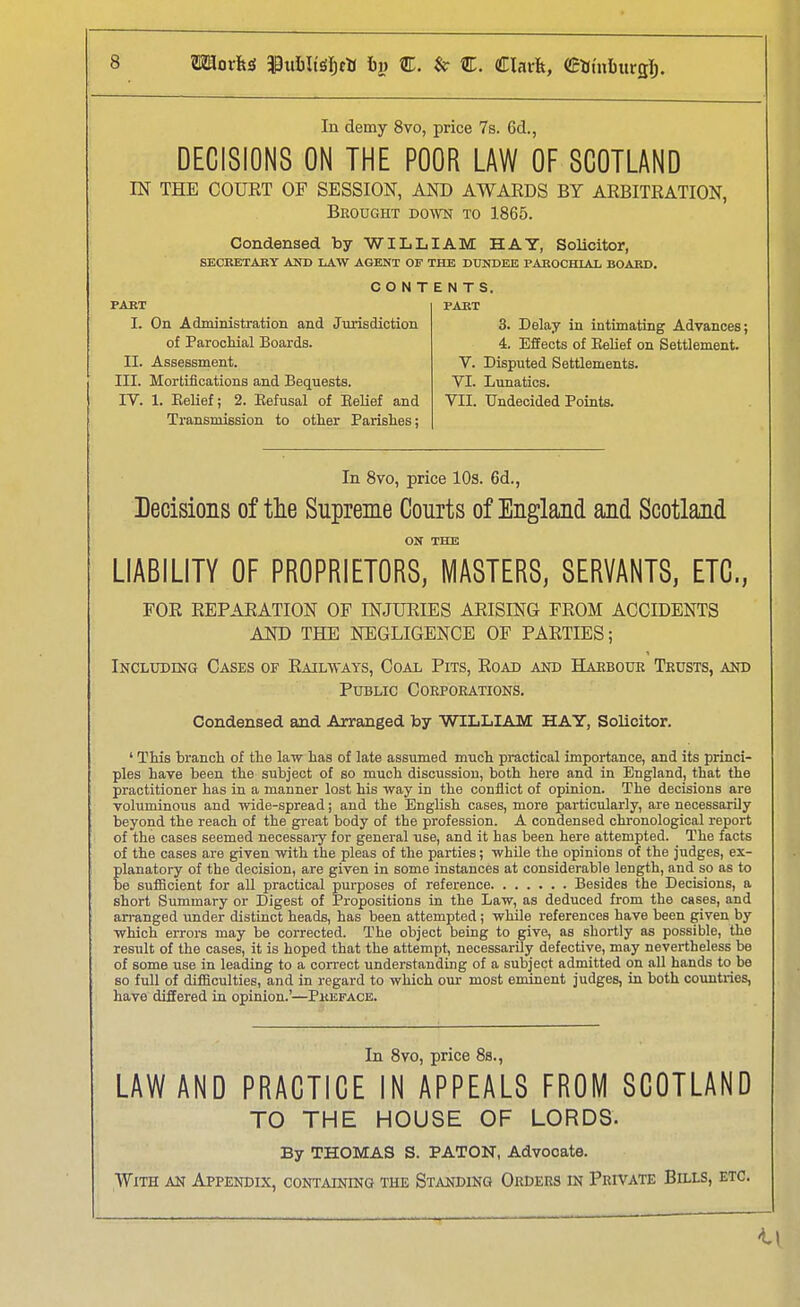 8 Works Published by T. & T. Clark, Edinburgh.
In demy 8vo, price 7s. 6d.,
DECISIONS ON THE POOR LAW OF SCOTLAND
IN THE COURT OF SESSION, AND AWARDS BY ARBITRATION,
Brought down to 1865.
Condensed by WILLIAM HAY, Solicitor,
SECRETARY AND LAW AGENT OF THE DUNDEE PAROCHIAL BOARD.
CONTENTS.
PART
I. On Administration and Jurisdiction
of Parochial Boards.
II. Assessment.
III. Mortifications and Bequests.
IV. 1. Relief; 2. Refusal of Relief and
Transmission to other Parishes;
PART
3. Delay in intimating Advances;
4. Effects of Relief on Settlement.
V. Disputed Settlements.
VI. Lunatics.
VII. Undecided Points.
In 8vo, price 10s. 6d.,
Decisions of the Supreme Courts of England and Scotland
ON THE
LIABILITY OF PROPRIETORS, MASTERS, SERVANTS, ETC.,
FOR REPARATION OF INJURIES ARISING FROM ACCIDENTS
AND THE NEGLIGENCE OF PARTIES;
Including Cases of Railways, Coal Pits, Road and Harbour Trusts, and
Public Corporations.
Condensed and Arranged by WILLIAM HAY, Solicitor.
‘ This branch of the law has of late assumed much practical importance, and its princi-
ples have been the subject of so much discussion, both here and in England, that the
practitioner has in a manner lost his way in the conflict of opinion. The decisions are
voluminous and wide-spread; and the English cases, more particularly, are necessarily
beyond the reach of the great body of the profession. A condensed chronological report
of the cases seemed necessary for general use, and it has been here attempted. The facts
of the cases are given with the pleas of the parties; while the opinions of the judges, ex-
planatory of the decision, are given in some instances at considerable length, and so as to
be sufficient for all practical purposes of reference. . . . . . . Besides the Decisions, a
short Summary or Digest of Propositions in the Law, as deduced from the cases, and
arranged under distinct heads, has been attempted; while references have been given by
which errors may be corrected. The object being to give, as shortly as possible, the
result of the cases, it is hoped that the attempt, necessarily defective, may nevertheless be
of some use in leading to a correct understanding of a subject admitted on all hands to be
so full of difficulties, and in regard to which our most eminent judges, in both countries,
have differed in opinion.’—Preface.
In 8vo, price 8s.,
LAW AND PRACTICE IN APPEALS FROM SCOTLAND
TO THE HOUSE OF LORDS.
By THOMAS S. PATON, Advocate.
With an Appendix, containing the Standing Orders in Private Bills, etc.